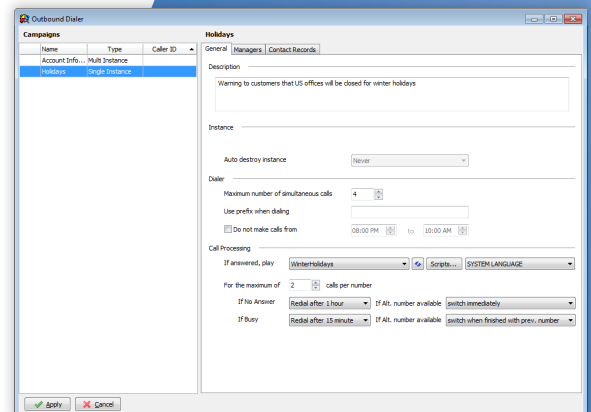 Outbound Dialer
Campaigns
Name Type Caller ID
Account Info... Multi Instance
Holidays Single Instance
Holidays
General Managers Contact Records
Description
Warning to customers that US offices will be closed for winter holidays
Instance
Auto destroy instance Never
Dialer
Maximum number of simultaneous calls 4
Use prefix when dialing
Do not make calls from 08:00 PM to 10:00 AM
Call Processing
If answered, play WinterHolidays Scripts... SYSTEM LANGUAGE
For the maximum of 2 calls per number
If No Answer Redial after 1 hour If Alt. number available switch immediately
If Busy Redial after 15 minute If Alt. number available switch when finished with prev. number
Apply Cancel